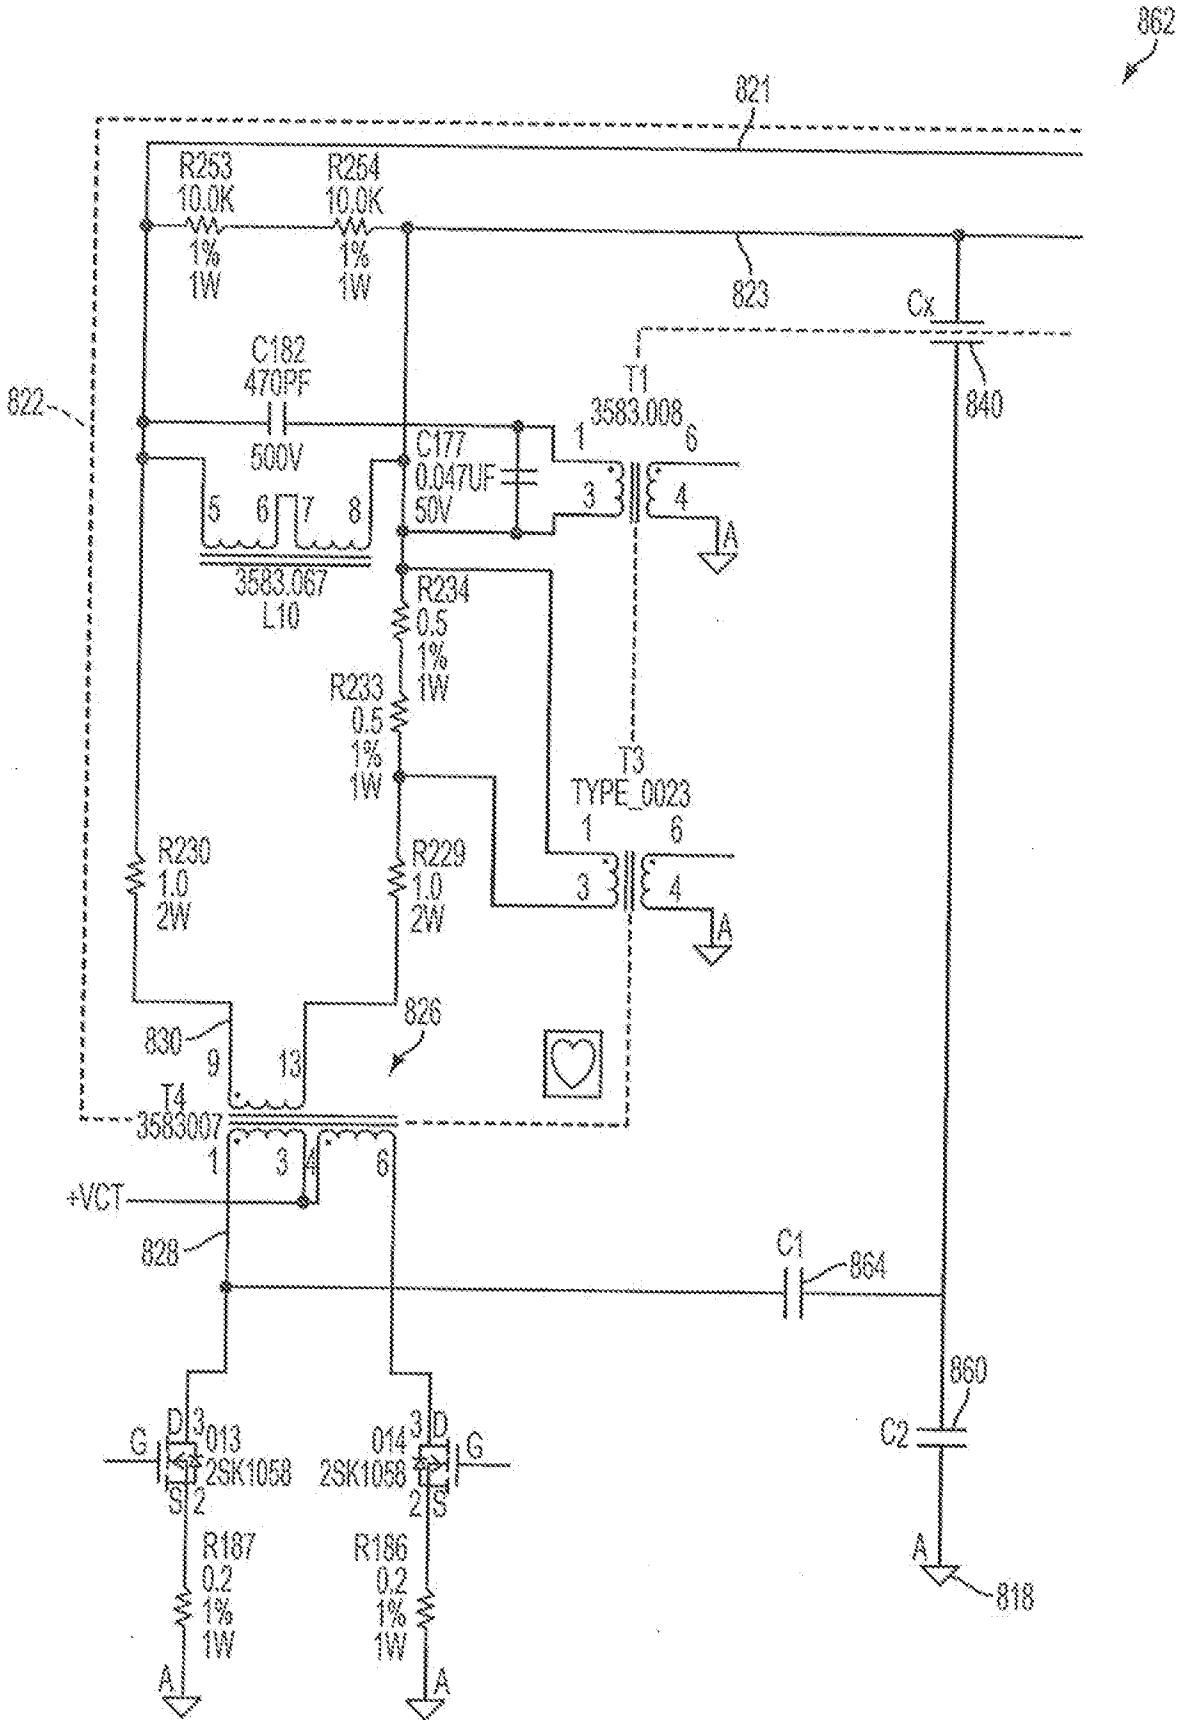 862
821
R253
10.0K
1%
1W
R254
10.0K
1%
1W
823
Cx
840
822
C182
470PF
500V
T1
3583.008
1
6
3
4
A
C177
0.047UF
50V
5
6
7
8
3583.067
L10
R234
0.5
1%
1W
R233
0.5
1%
1W
T3
TYPE_0023
1
6
3
4
A
R230
1.0
2W
R229
1.0
2W
826
830
9
13
T4
3583007
1
3
4
6
+VCT
828
C1
864
860
C2
G
D
3
013
2SK1058
S
2
014
2SK1058
3
D
G
2
S
R187
0.2
1%
1W
R186
0.2
1%
1W
A
A
A
818